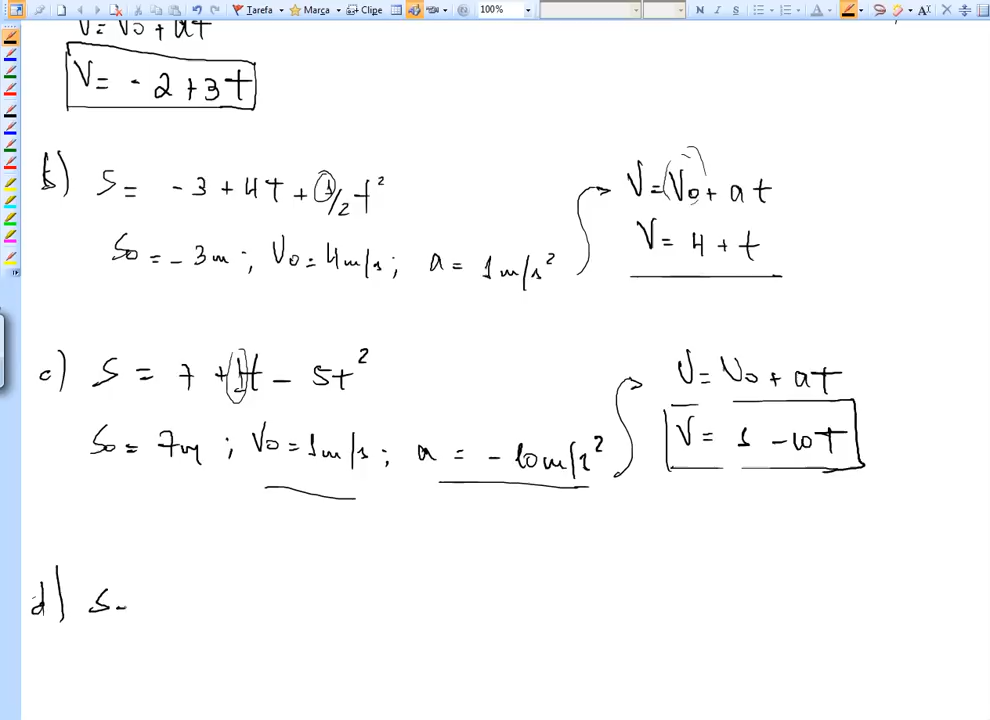 Tarefa Marca Clipe 100% N I S
V = V0 + at
V = - 2 + 3t
b) S = - 3 + 4t + 1/2 t²
V = V0 + at
S0 = - 3m ; V0 = 4m/s ; a = 1m/s²
V = 4 + t
c) S = 7 + 1t - 5t²
V = V0 + at
S0 = 7m ; V0 = 1m/s ; a = - 10m/s²
V = 1 - 10t
d) S -